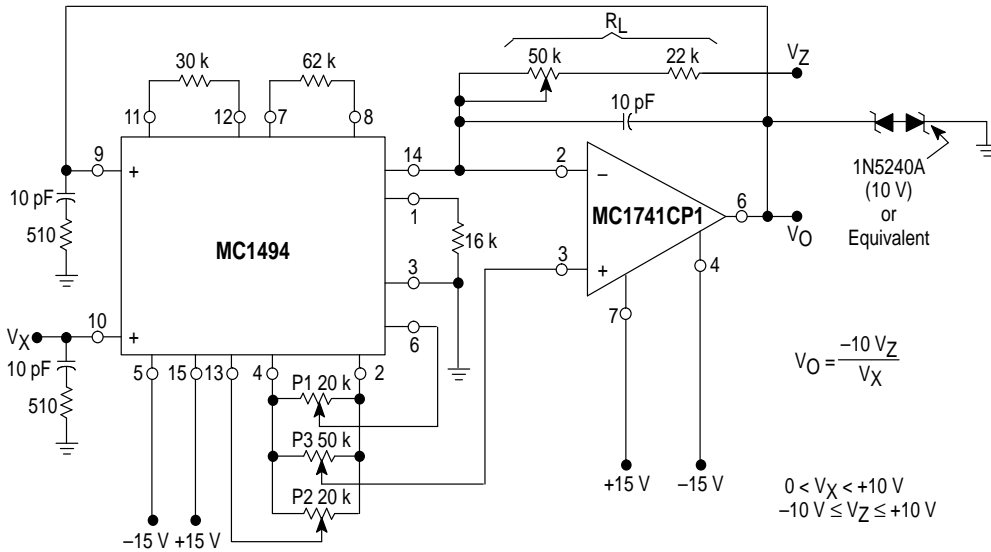 RL
30 k
62 k
50 k
22 k
VZ
11
12
7
8
10 pF
9
+
14
2
–
1N5240A
(10 V)
or
Equivalent
10 pF
510
1
MC1741CP1
6
VO
MC1494
16 k
3
3
+
4
VX
10
+
6
7
10 pF
510
5
15
13
4
2
P1 20 k
P3 50 k
P2 20 k
VO = –10 VZ / VX
–15 V
+15 V
+15 V
–15 V
0 < VX < +10 V
–10 V ≤ VZ ≤ +10 V